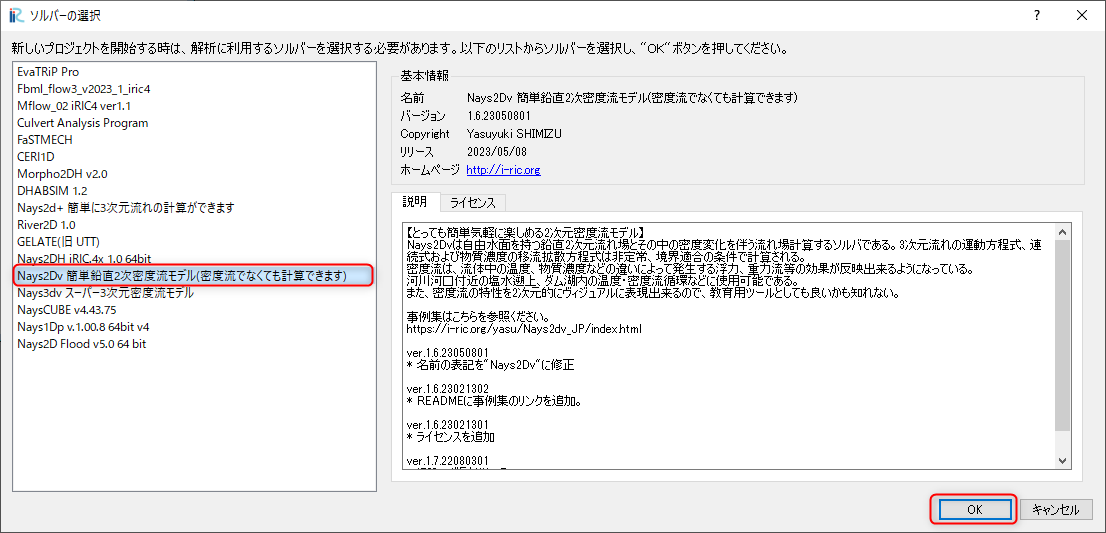 ソルバーの選択
新しいプロジェクトを開始する時は、解析に利用するソルバーを選択する必要があります。以下のリストからソルバーを選択し、"OK"ボタンを押してください。
EvaTRiP Pro
Fbml_flow3_v2023_1_iric4
Mflow_02 iRIC4 ver1.1
Culvert Analysis Program
FaSTMECH
CERI1D
Morpho2DH v2.0
DHABSIM 1.2
Nays2d+ 簡単に3次元流れの計算ができます
River2D 1.0
GELATE(旧 UTT)
Nays2DH iRIC.4x 1.0 64bit
Nays2Dv 簡単鉛直2次密度流モデル(密度流でなくても計算できます)
Nays3dv スーパー3次元密度流モデル
NaysCUBE v4.43.75
Nays1Dp v.1.00.8 64bit v4
Nays2D Flood v5.0 64 bit
基本情報
名前 Nays2Dv 簡単鉛直2次密度流モデル(密度流でなくても計算できます)
バージョン 1.6.23050801
Copyright Yasuyuki SHIMIZU
リリース 2023/05/08
ホームページ http://i-ric.org
説明 ライセンス
【とっても簡単気軽に楽しめる2次元密度流モデル】
Nays2Dvは自由水面を持つ鉛直2次元流れ場とその中の密度変化を伴う流れ場計算するソルバである。3次元流れの運動方程式、連
続式および物質濃度の移流拡散方程式は非定常、境界適合の条件で計算される。
密度流は、流体中の温度、物質濃度などの違いによって発生する浮力、重力流等の効果が反映出来るようになっている。
河川河口付近の塩水遡上、ダム湖内の温度・密度流循環などに使用可能である。
また、密度流の特性を2次元的にヴィジュアルに表現出来るので、教育用ツールとしても良いかも知れない。
事例集はこちらを参照ください。
https://i-ric.org/yasu/Nays2dv_JP/index.html
ver.1.6.23050801
* 名前の表記を"Nays2Dv"に修正
ver.1.6.23021302
* READMEに事例集のリンクを追加。
ver.1.6.23021301
* ライセンスを追加
ver.1.7.22080301
OK キャンセル